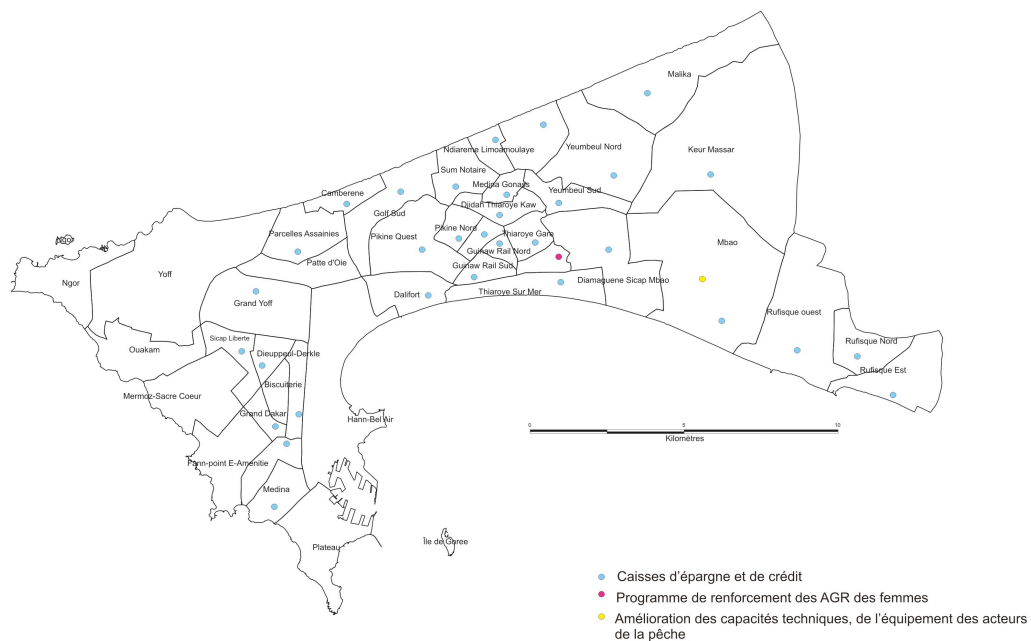 Malika
Ndiareme Limoamoulaye
Yeumbeul Nord
Keur Massar
Sum Notaire
Medina Gonays
Camberene
Yeumbeul Sud
Djidah Thiaroye Kaw
Golf Sud
Pikine Nord
Thiaroye Gare
Parcelles Assainies
Pikine Quest
Ngor
Mbao
Guinaw Rail Nord
Patte d'Oie
Yoff
Guinaw Rail Sud
Ngor
Diamaguene Sicap Mbao
Dalifort
Thiaroye Sur Mer
Grand Yoff
Rufisque ouest
Sicap Liberte
Rufisque Nord
Ouakam
Dieuppeul-Derkle
Rufisque Est
Biscuiterie
Mermoz-Sacre Coeur
Grand Dakar
Hann-Bel Air
0 5 10
Kilomètres
Fann-point E-Amenitie
Medina
Île de Goree
Plateau
Caisses d'épargne et de crédit
Programme de renforcement des AGR des femmes
Amélioration des capacités techniques, de l'équipement des acteurs
de la pêche